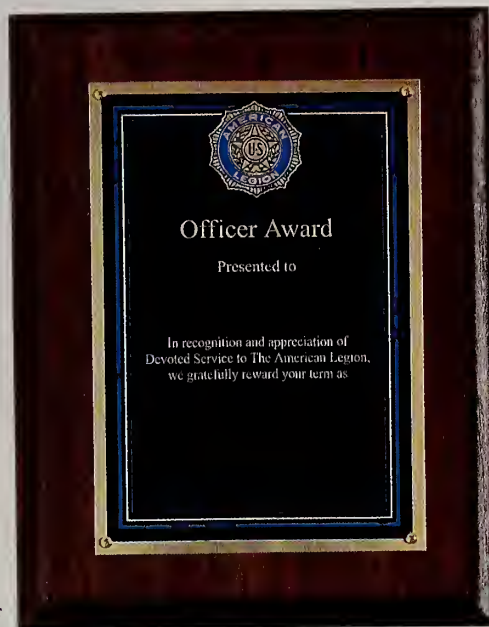 AMERICAN
US
LEGION
Officer Award
Presented to
In recognition and appreciation of
Devoted Service to The American Legion,
we gratefully reward your term as